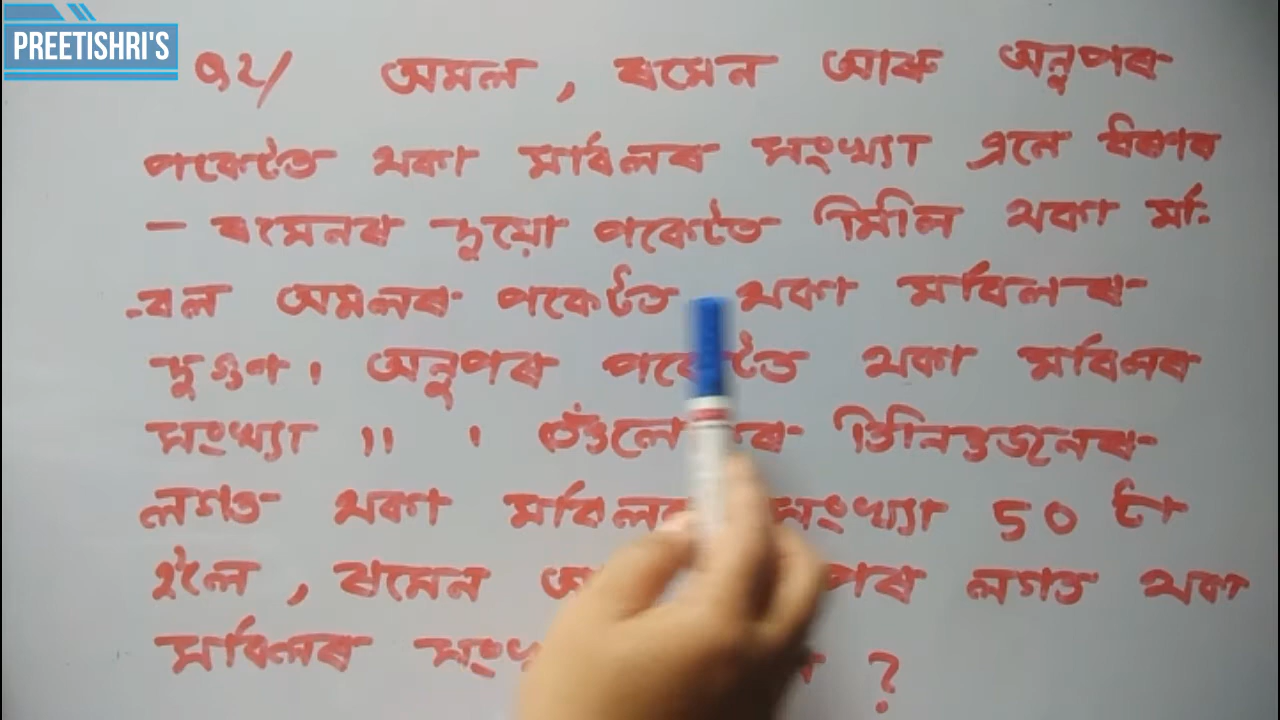 PREETISHRI'S
৭২/ অমল, ৰমেন আৰু অনুপৰ
পকেটত থকা মাৰ্বলৰ সংখ্যা এনে ধৰণৰ
– ৰমেনৰ দুয়ো পকেটত মিলি থকা মা-
-ৰ্বল অমলৰ পকেটত থকা মাৰ্বলৰ
দুগুণ। অনুপৰ পকেটত থকা মাৰ্বলৰ
সংখ্যা 11 । তেওঁলোকৰ তিনিওজনৰ
লগত থকা মাৰ্বলৰ সংখ্যা 50 টা
হ'লে, ৰমেন লগত থকা
মাৰ্বলৰ ?